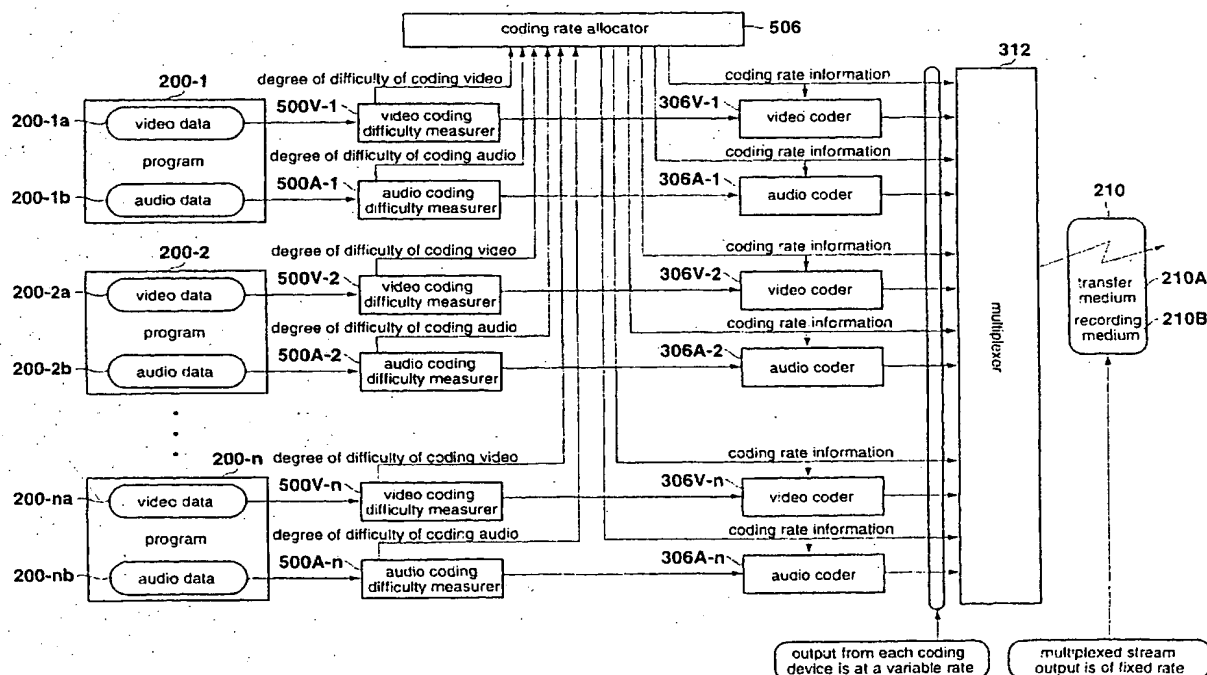 coding rate allocator
506
312
200-1
degree of difficulty of coding video
coding rate information
500V-1
306V-1
200-1a
video data
video coding
difficulty measurer
video coder
program
degree of difficulty of coding audio
coding rate information
500A-1
306A-1
200-1b
audio data
audio coding
difficulty measurer
audio coder
210
200-2
degree of difficulty of coding video
coding rate information
500V-2
306V-2
200-2a
video data
video coding
difficulty measurer
video coder
transfer
medium
210A
program
degree of difficulty of coding audio
coding rate information
recording
medium
210B
500A-2
306A-2
200-2b
audio data
audio coding
difficulty measurer
audio coder
multiplexer
200-n
degree of difficulty of coding video
coding rate information
500V-n
306V-n
200-na
video data
video coding
difficulty measurer
video coder
program
degree of difficulty of coding audio
coding rate information
500A-n
306A-n
200-nb
audio data
audio coding
difficulty measurer
audio coder
output from each coding
device is at a variable rate
multiplexed stream
output is of fixed rate